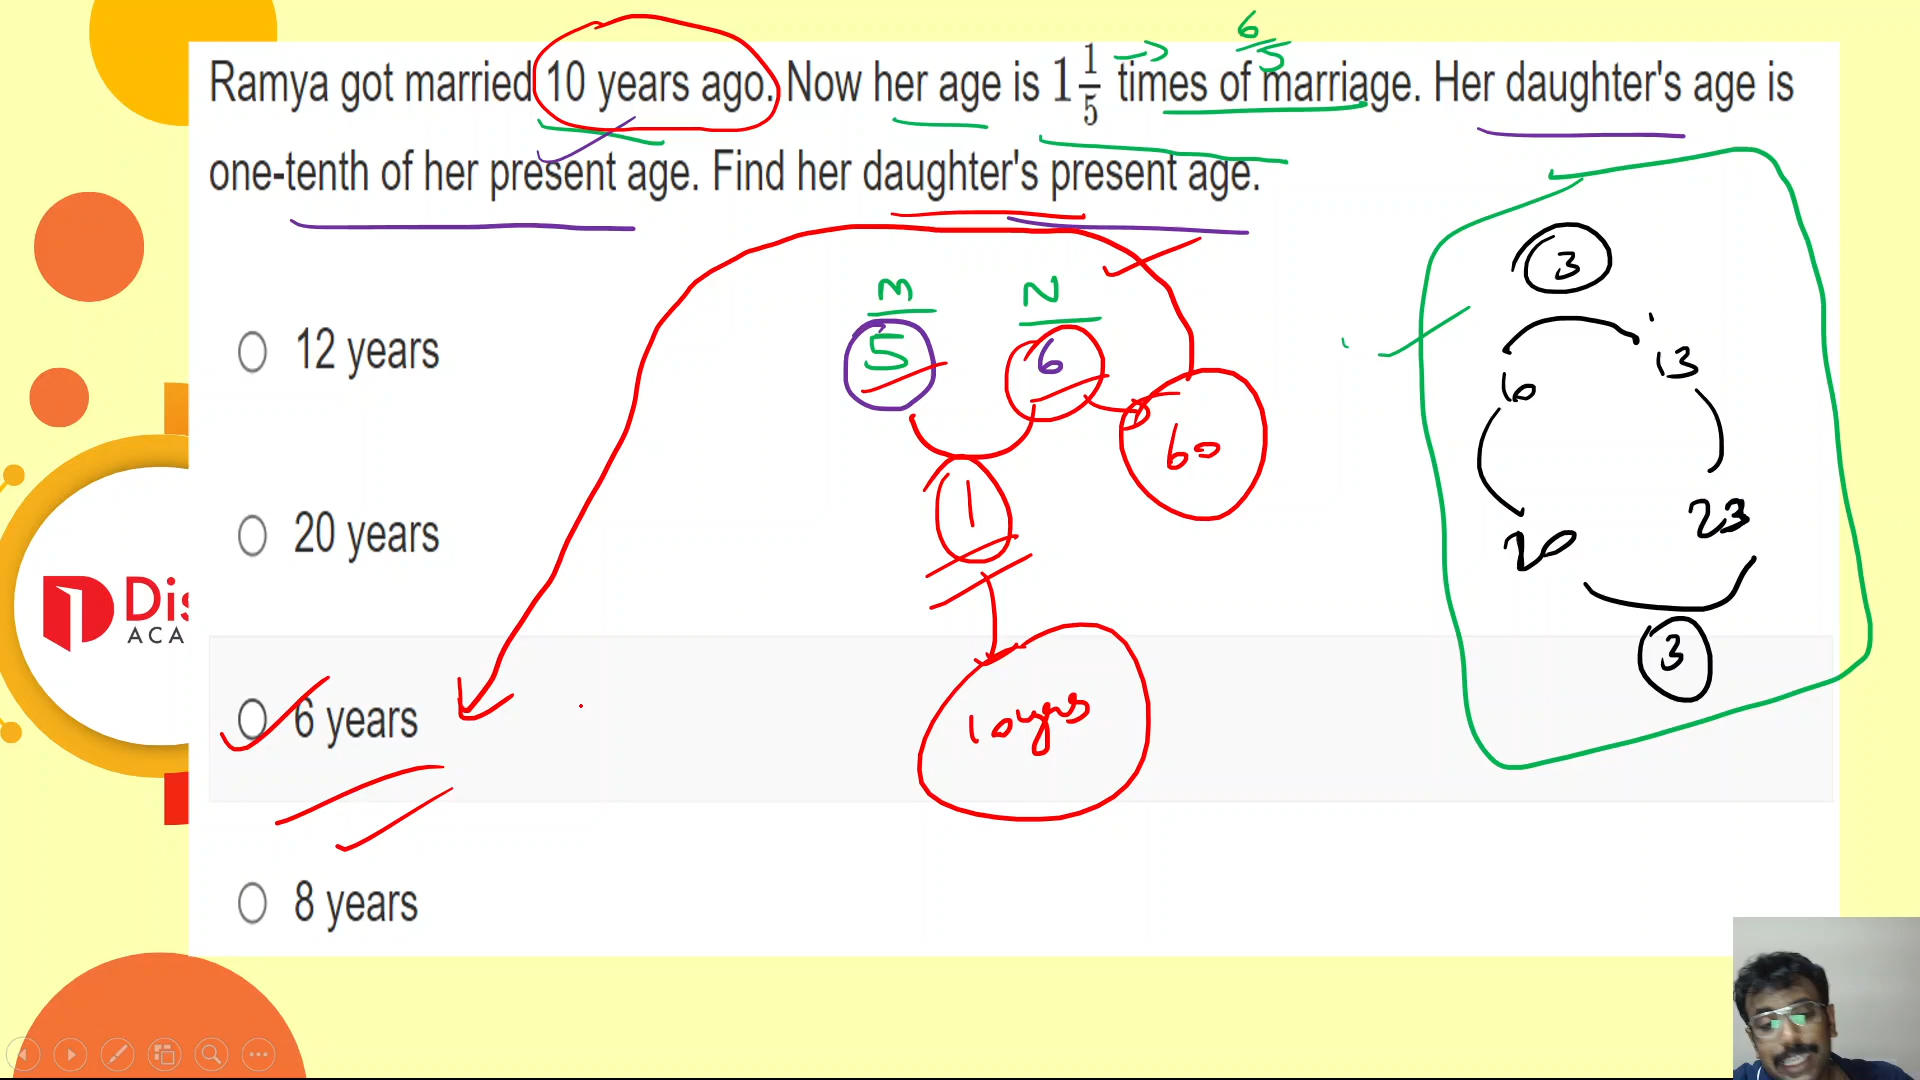 6/5
Ramya got married 10 years ago. Now her age is 1 1/5 times of marriage. Her daughter's age is
one-tenth of her present age. Find her daughter's present age.
M N
5 6
60
1
10 yrs
3
10 13
20 23
3
12 years
20 years
6 years
8 years
Dis
ACA